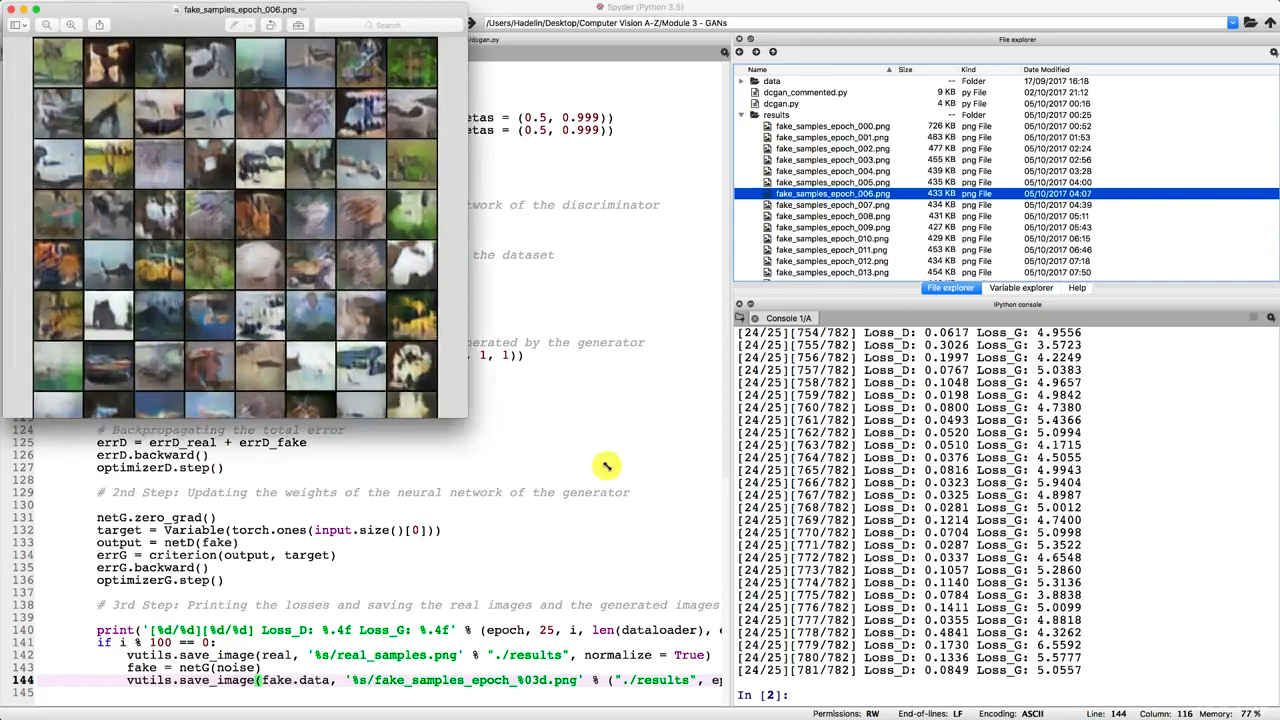 fake_samples_epoch_006.png
Search
Spyder (Python 3.5)
/Users/Hadelin/Desktop/Computer Vision A-Z/Module 3 - GANs
/dcgan.py
etas = (0.5, 0.999))
etas = (0.5, 0.999))
twork of the discriminator
the dataset
nerated by the generator
, 1, 1))
124 # Backpropagating the total error
125 errD = errD_real + errD_fake
126 errD.backward()
127 optimizerD.step()
128
129 # 2nd Step: Updating the weights of the neural network of the generator
130
131 netG.zero_grad()
132 target = Variable(torch.ones(input.size()[0]))
133 output = netD(fake)
134 errG = criterion(output, target)
135 errG.backward()
136 optimizerG.step()
137
138 # 3rd Step: Printing the losses and saving the real images and the generated images
139
140 print('[%d/%d][%d/%d] Loss_D: %.4f Loss_G: %.4f' % (epoch, 25, i, len(dataloader), e
141 if i % 100 == 0:
142 vutils.save_image(real, '%s/real_samples.png' % "./results", normalize = True)
143 fake = netG(noise)
144 vutils.save_image(fake.data, '%s/fake_samples_epoch_%03d.png' % ("./results", ep
145
File explorer
Name Size Kind Date Modified
data -- Folder 17/09/2017 16:18
dcgan_commented.py 9 KB py File 02/10/2017 21:12
dcgan.py 4 KB py File 05/10/2017 00:16
results -- Folder 05/10/2017 00:25
fake_samples_epoch_000.png 726 KB png File 05/10/2017 00:52
fake_samples_epoch_001.png 483 KB png File 05/10/2017 01:53
fake_samples_epoch_002.png 477 KB png File 05/10/2017 02:24
fake_samples_epoch_003.png 455 KB png File 05/10/2017 02:56
fake_samples_epoch_004.png 439 KB png File 05/10/2017 03:28
fake_samples_epoch_005.png 435 KB png File 05/10/2017 04:00
fake_samples_epoch_006.png 433 KB png File 05/10/2017 04:07
fake_samples_epoch_007.png 434 KB png File 05/10/2017 04:39
fake_samples_epoch_008.png 431 KB png File 05/10/2017 05:11
fake_samples_epoch_009.png 427 KB png File 05/10/2017 05:43
fake_samples_epoch_010.png 429 KB png File 05/10/2017 06:15
fake_samples_epoch_011.png 453 KB png File 05/10/2017 06:46
fake_samples_epoch_012.png 434 KB png File 05/10/2017 07:18
fake_samples_epoch_013.png 454 KB png File 05/10/2017 07:50
File explorer Variable explorer Help
IPython console
Console 1/A
[24/25][754/782] Loss_D: 0.0617 Loss_G: 4.9556
[24/25][755/782] Loss_D: 0.3026 Loss_G: 3.5723
[24/25][756/782] Loss_D: 0.1997 Loss_G: 4.2249
[24/25][757/782] Loss_D: 0.0767 Loss_G: 5.0383
[24/25][758/782] Loss_D: 0.1048 Loss_G: 4.9657
[24/25][759/782] Loss_D: 0.0198 Loss_G: 4.9842
[24/25][760/782] Loss_D: 0.0800 Loss_G: 4.7380
[24/25][761/782] Loss_D: 0.0493 Loss_G: 5.4366
[24/25][762/782] Loss_D: 0.0520 Loss_G: 5.0994
[24/25][763/782] Loss_D: 0.0510 Loss_G: 4.1715
[24/25][764/782] Loss_D: 0.0376 Loss_G: 4.5055
[24/25][765/782] Loss_D: 0.0816 Loss_G: 4.9943
[24/25][766/782] Loss_D: 0.0323 Loss_G: 5.9404
[24/25][767/782] Loss_D: 0.0325 Loss_G: 4.8987
[24/25][768/782] Loss_D: 0.0281 Loss_G: 5.0012
[24/25][769/782] Loss_D: 0.1214 Loss_G: 4.7400
[24/25][770/782] Loss_D: 0.0704 Loss_G: 5.0998
[24/25][771/782] Loss_D: 0.0287 Loss_G: 5.3522
[24/25][772/782] Loss_D: 0.0337 Loss_G: 4.6548
[24/25][773/782] Loss_D: 0.1057 Loss_G: 5.2860
[24/25][774/782] Loss_D: 0.1140 Loss_G: 5.3136
[24/25][775/782] Loss_D: 0.0784 Loss_G: 3.8838
[24/25][776/782] Loss_D: 0.1411 Loss_G: 5.0099
[24/25][777/782] Loss_D: 0.0355 Loss_G: 4.8818
[24/25][778/782] Loss_D: 0.4841 Loss_G: 4.3262
[24/25][779/782] Loss_D: 0.1730 Loss_G: 6.5592
[24/25][780/782] Loss_D: 0.1336 Loss_G: 5.5777
[24/25][781/782] Loss_D: 0.0849 Loss_G: 5.0557
In [2]:
Permissions: RW End-of-lines: LF Encoding: ASCII Line: 144 Column: 116 Memory: 77 %